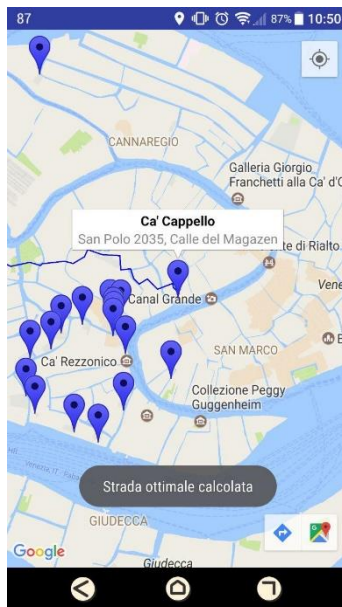 87
87% 10:50
CANNAREGIO
Galleria Giorgio
Franchetti alla Ca' d'O
Ca' Cappello
San Polo 2035, Calle del Magazen
te di Rialto
Canal Grande
Vene
SAN MARCO
Ca' Rezzonico
Collezione Peggy
Guggenheim
Strada ottimale calcolata
GIUDECCA
Google
Giudecca